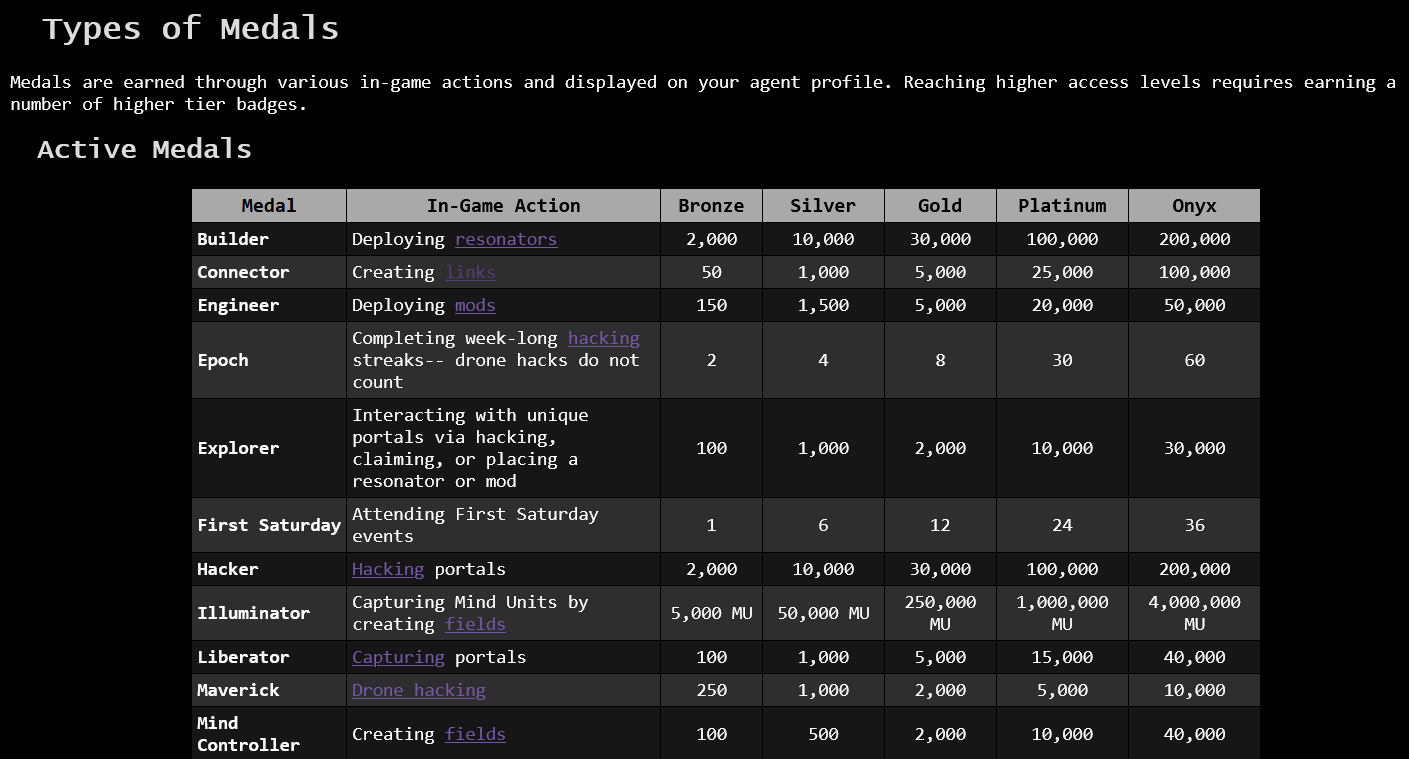 Types of Medals
Medals are earned through various in-game actions and displayed on your agent profile. Reaching higher access levels requires earning a
number of higher tier badges.
Active Medals
Medal In-Game Action Bronze Silver Gold Platinum Onyx
Builder Deploying resonators 2,000 10,000 30,000 100,000 200,000
Connector Creating links 50 1,000 5,000 25,000 100,000
Engineer Deploying mods 150 1,500 5,000 20,000 50,000
Completing week-long hacking
Epoch streaks-- drone hacks do not 2 4 8 30 60
count
Interacting with unique
portals via hacking,
Explorer 100 1,000 2,000 10,000 30,000
claiming, or placing a
resonator or mod
Attending First Saturday
First Saturday 1 6 12 24 36
events
Hacker Hacking portals 2,000 10,000 30,000 100,000 200,000
Capturing Mind Units by 250,000 1,000,000 4,000,000
Illuminator 5,000 MU 50,000 MU
creating fields MU MU MU
Liberator Capturing portals 100 1,000 5,000 15,000 40,000
Maverick Drone hacking 250 1,000 2,000 5,000 10,000
Mind
Creating fields 100 500 2,000 10,000 40,000
Controller